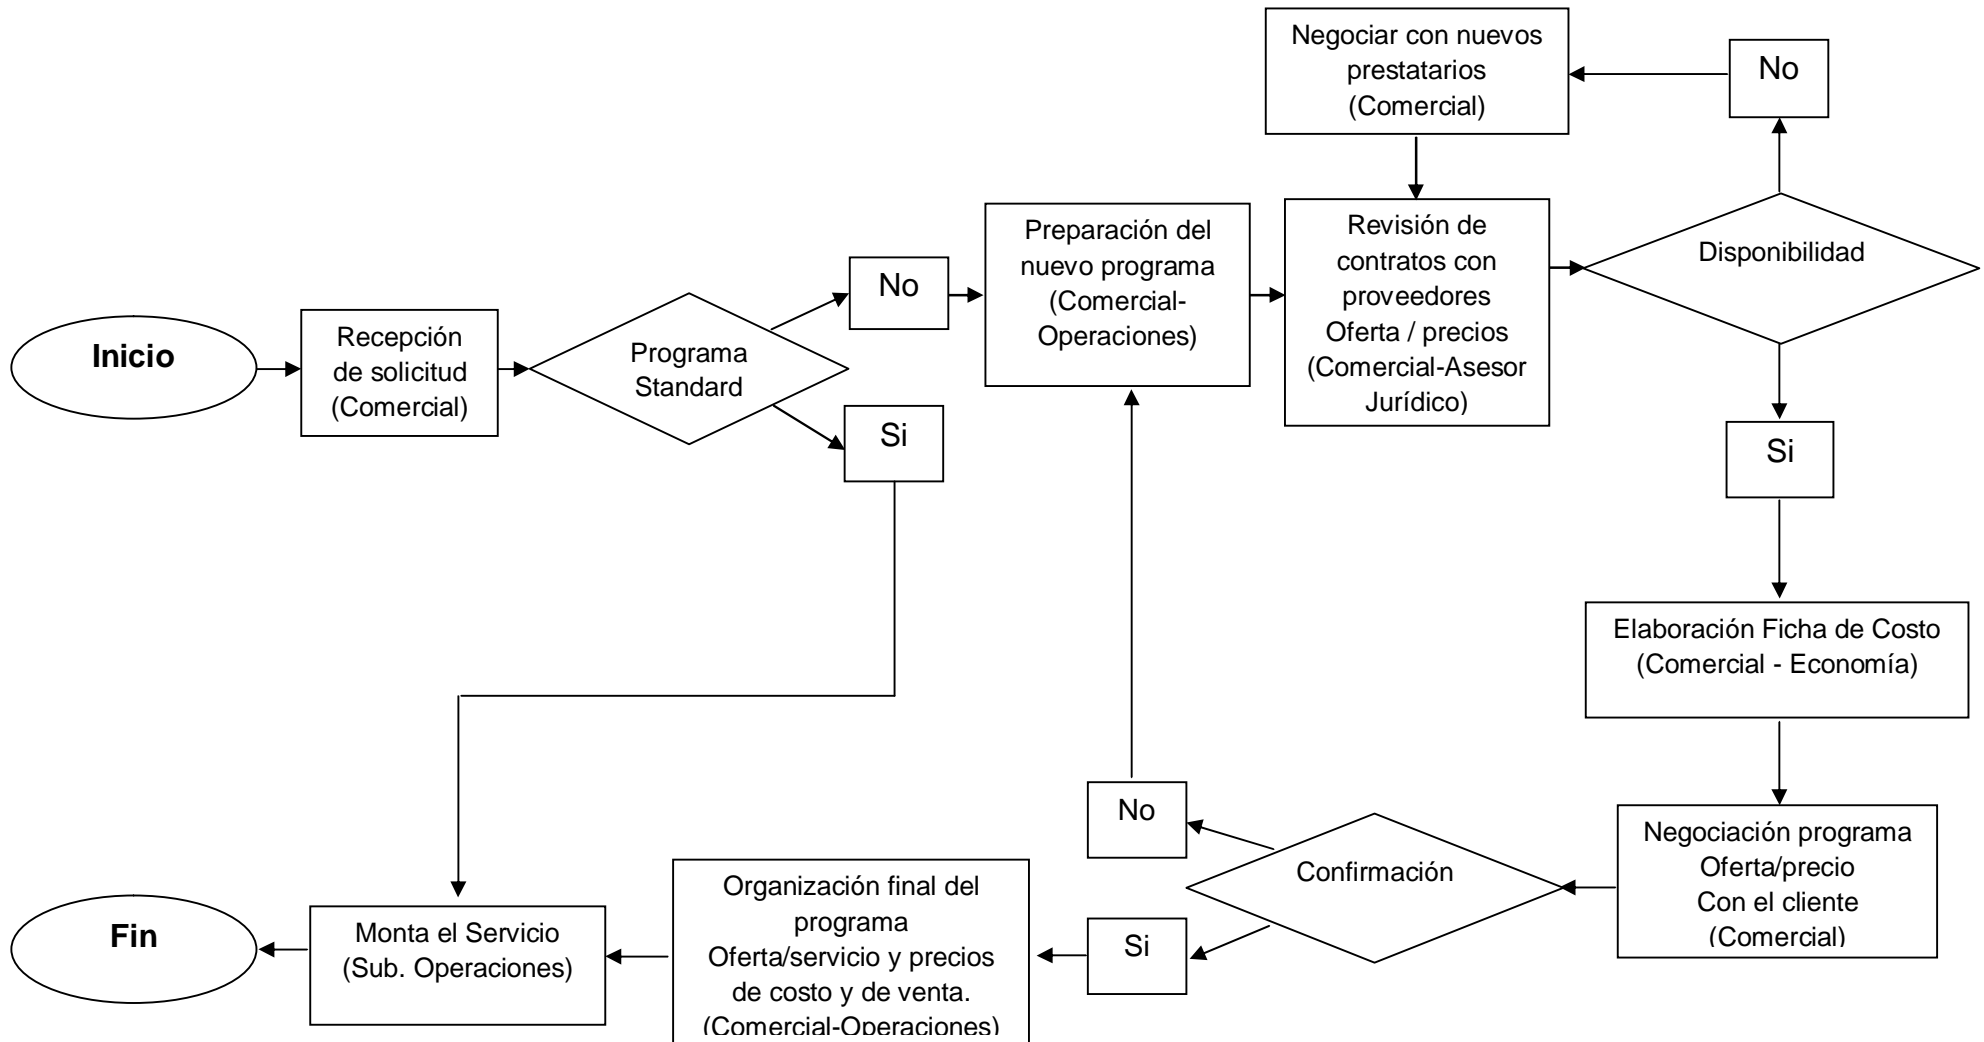 Inicio
Recepción
de solicitud
(Comercial)
Programa
Standard
No
Si
Preparación del
nuevo programa
(Comercial-
Operaciones)
Negociar con nuevos
prestatarios
(Comercial)
No
Revisión de
contratos con
proveedores
Oferta / precios
(Comercial-Asesor
Jurídico)
Disponibilidad
Si
Elaboración Ficha de Costo
(Comercial - Economía)
Negociación programa
Oferta/precio
Con el cliente
(Comercial)
Confirmación
No
Si
Organización final del
programa
Oferta/servicio y precios
de costo y de venta.
(Comercial-Operaciones)
Monta el Servicio
(Sub. Operaciones)
Fin